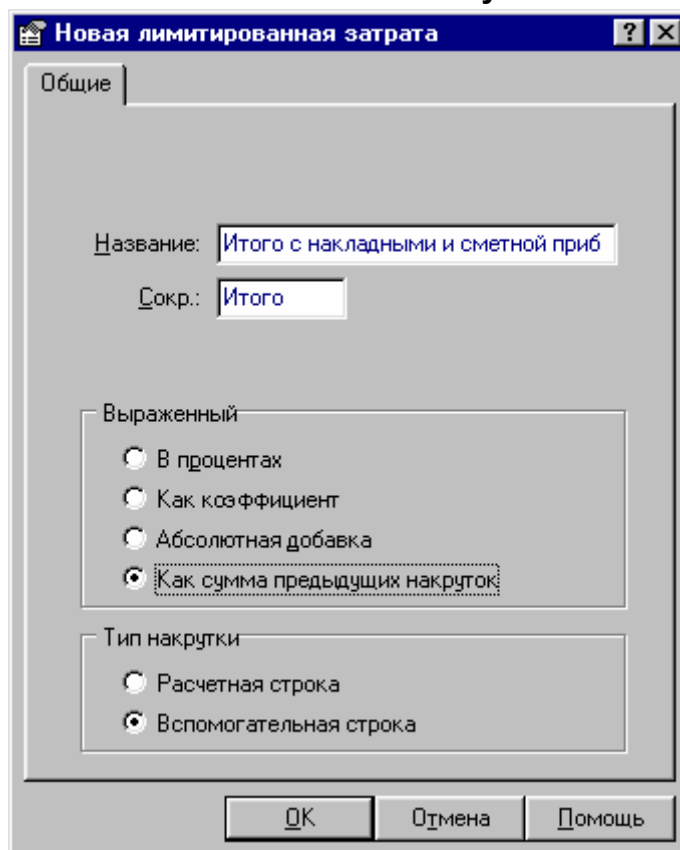 Новая лимитированная затрата
Общие
Название: Итого с накладными и сметной приб
Сокр.: Итого
Выраженный
В процентах
Как коэффициент
Абсолютная добавка
Как сумма предыдущих накруток
Тип накрутки
Расчетная строка
Вспомогательная строка
OK Отмена Помощь